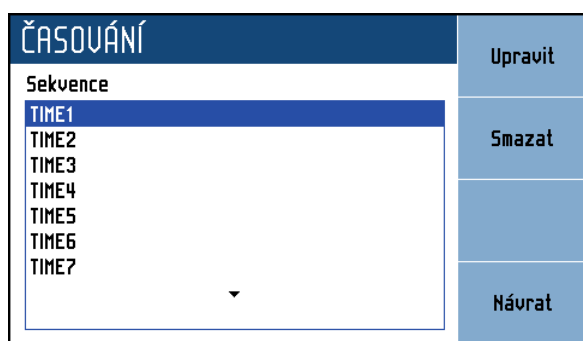 ČASOVÁNÍ
Sekvence
TIME1
TIME2
TIME3
TIME4
TIME5
TIME6
TIME7
Upravit
Smazat
Návrat